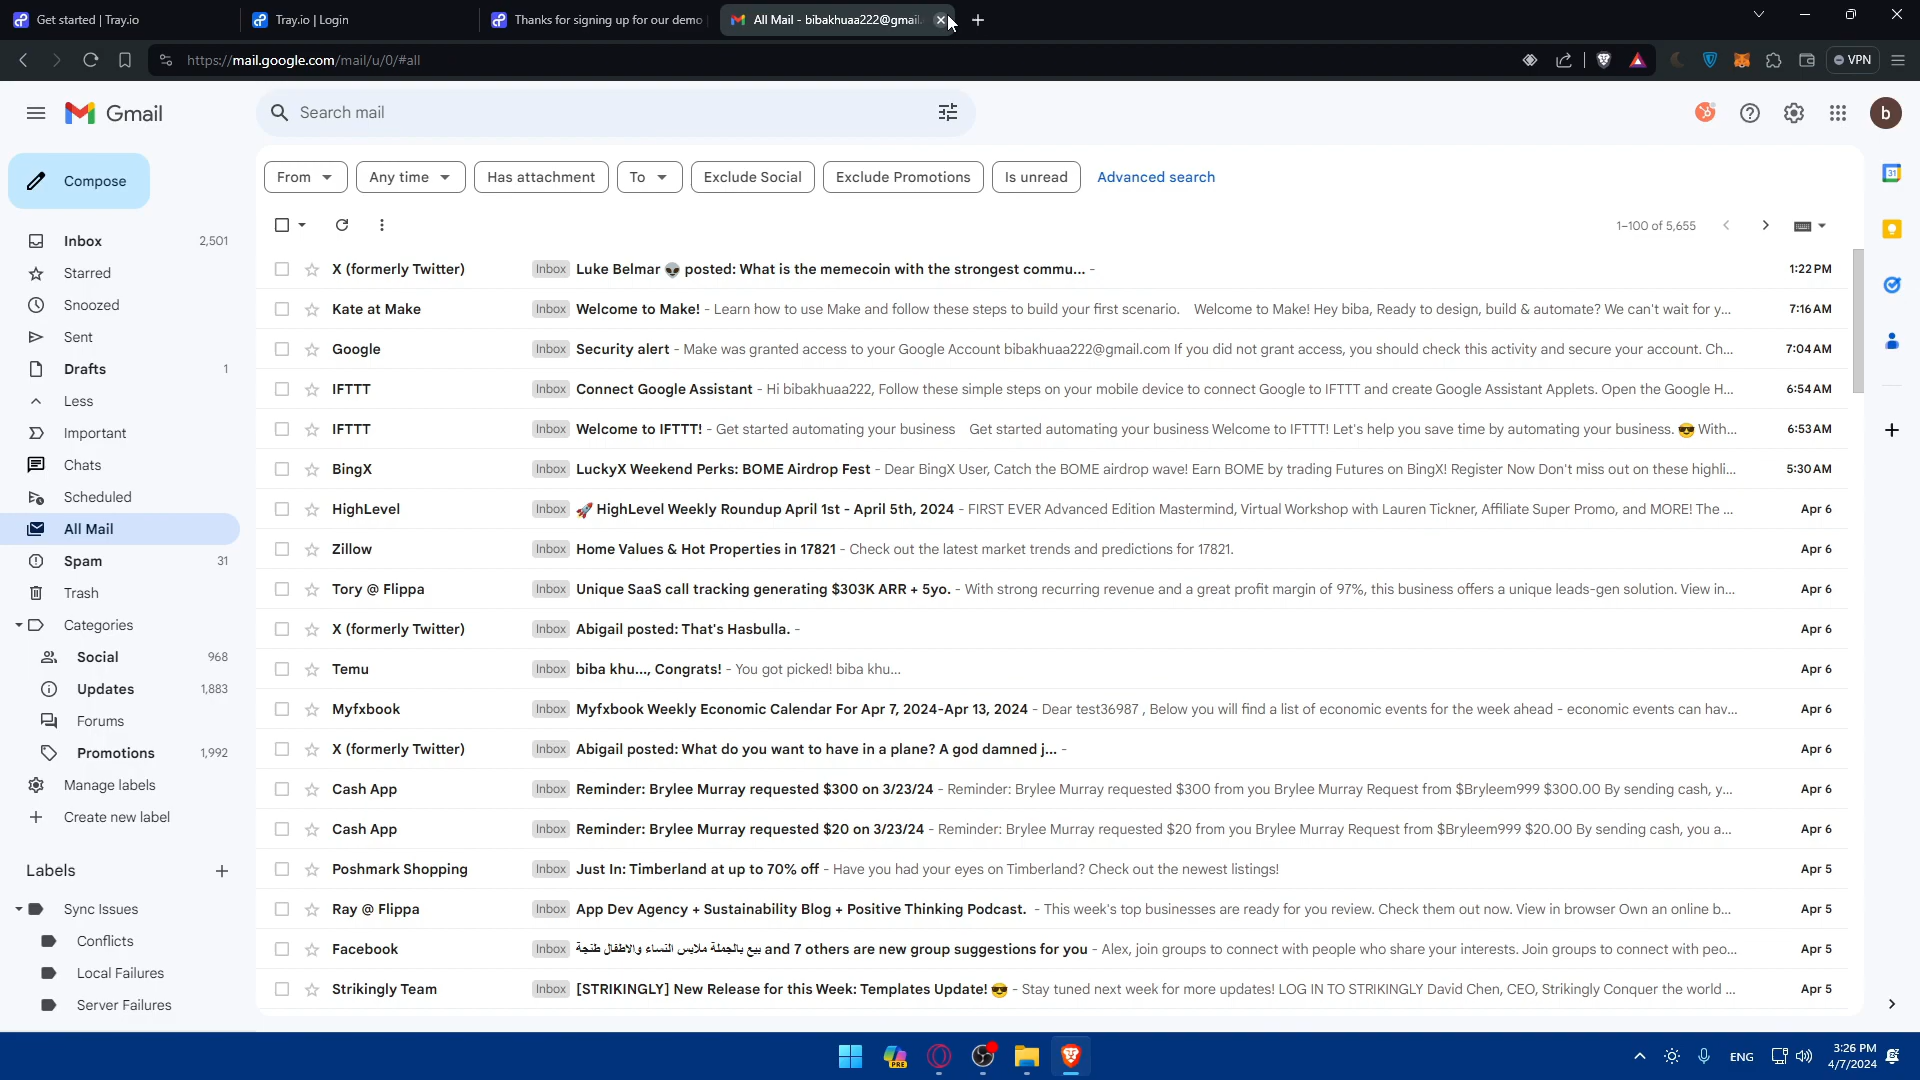 Get started | Tray.io
Tray.io | Login
Thanks for signing up for our demo
All Mail - bibakhuaa222@gmail.
https://mail.google.com/mail/u/0/#all
VPN
Gmail
Search mail
b
Compose
From
Any time
Has attachment
To
Exclude Social
Exclude Promotions
Is unread
Advanced search
1–100 of 5,655
Inbox 2,501
Starred
Snoozed
Sent
Drafts 1
Less
Important
Chats
Scheduled
All Mail
Spam 31
Trash
Categories
Social 968
Updates 1,883
Forums
Promotions 1,992
Manage labels
Create new label
Labels
Sync Issues
Conflicts
Local Failures
Server Failures
X (formerly Twitter) Inbox Luke Belmar 👽 posted: What is the memecoin with the strongest commu... - 1:22 PM
Kate at Make Inbox Welcome to Make! - Learn how to use Make and follow these steps to build your first scenario. Welcome to Make! Hey biba, Ready to design, build & automate? We can't wait for y... 7:16 AM
Google Inbox Security alert - Make was granted access to your Google Account bibakhuaa222@gmail.com If you did not grant access, you should check this activity and secure your account. Ch... 7:04 AM
IFTTT Inbox Connect Google Assistant - Hi bibakhuaa222, Follow these simple steps on your mobile device to connect Google to IFTTT and create Google Assistant Applets. Open the Google H... 6:54 AM
IFTTT Inbox Welcome to IFTTT! - Get started automating your business Get started automating your business Welcome to IFTTT! Let's help you save time by automating your business. 😎 With... 6:53 AM
BingX Inbox LuckyX Weekend Perks: BOME Airdrop Fest - Dear BingX User, Catch the BOME airdrop wave! Earn BOME by trading Futures on BingX! Register Now Don't miss out on these highli... 5:30 AM
HighLevel Inbox 🚀 HighLevel Weekly Roundup April 1st - April 5th, 2024 - FIRST EVER Advanced Edition Mastermind, Virtual Workshop with Lauren Tickner, Affiliate Super Promo, and MORE! The ... Apr 6
Zillow Inbox Home Values & Hot Properties in 17821 - Check out the latest market trends and predictions for 17821. Apr 6
Tory @ Flippa Inbox Unique SaaS call tracking generating $303K ARR + 5yo. - With strong recurring revenue and a great profit margin of 97%, this business offers a unique leads-gen solution. View in... Apr 6
X (formerly Twitter) Inbox Abigail posted: That's Hasbulla. - Apr 6
Temu Inbox biba khu..., Congrats! - You got picked! biba khu... Apr 6
Myfxbook Inbox Myfxbook Weekly Economic Calendar For Apr 7, 2024-Apr 13, 2024 - Dear test36987 , Below you will find a list of economic events for the week ahead - economic events can hav... Apr 6
X (formerly Twitter) Inbox Abigail posted: What do you want to have in a plane? A god damned j... - Apr 6
Cash App Inbox Reminder: Brylee Murray requested $300 on 3/23/24 - Reminder: Brylee Murray requested $300 from you Brylee Murray Request from $Bryleem999 $300.00 By sending cash, y... Apr 6
Cash App Inbox Reminder: Brylee Murray requested $20 on 3/23/24 - Reminder: Brylee Murray requested $20 from you Brylee Murray Request from $Bryleem999 $20.00 By sending cash, you a... Apr 6
Poshmark Shopping Inbox Just In: Timberland at up to 70% off - Have you had your eyes on Timberland? Check out the newest listings! Apr 5
Ray @ Flippa Inbox App Dev Agency + Sustainability Blog + Positive Thinking Podcast. - This week's top businesses are ready for you review. Check them out now. View in browser Own an online b... Apr 5
Facebook Inbox بيع بالجملة ملابس النساء والاطفال طنجة and 7 others are new group suggestions for you - Alex, join groups to connect with people who share your interests. Join groups to connect with peo... Apr 5
Strikingly Team Inbox [STRIKINGLY] New Release for this Week: Templates Update! 😎 - Stay tuned next week for more updates! LOG IN TO STRIKINGLY David Chen, CEO, Strikingly Conquer the world ... Apr 5
31
PRE
ENG
3:26 PM
4/7/2024